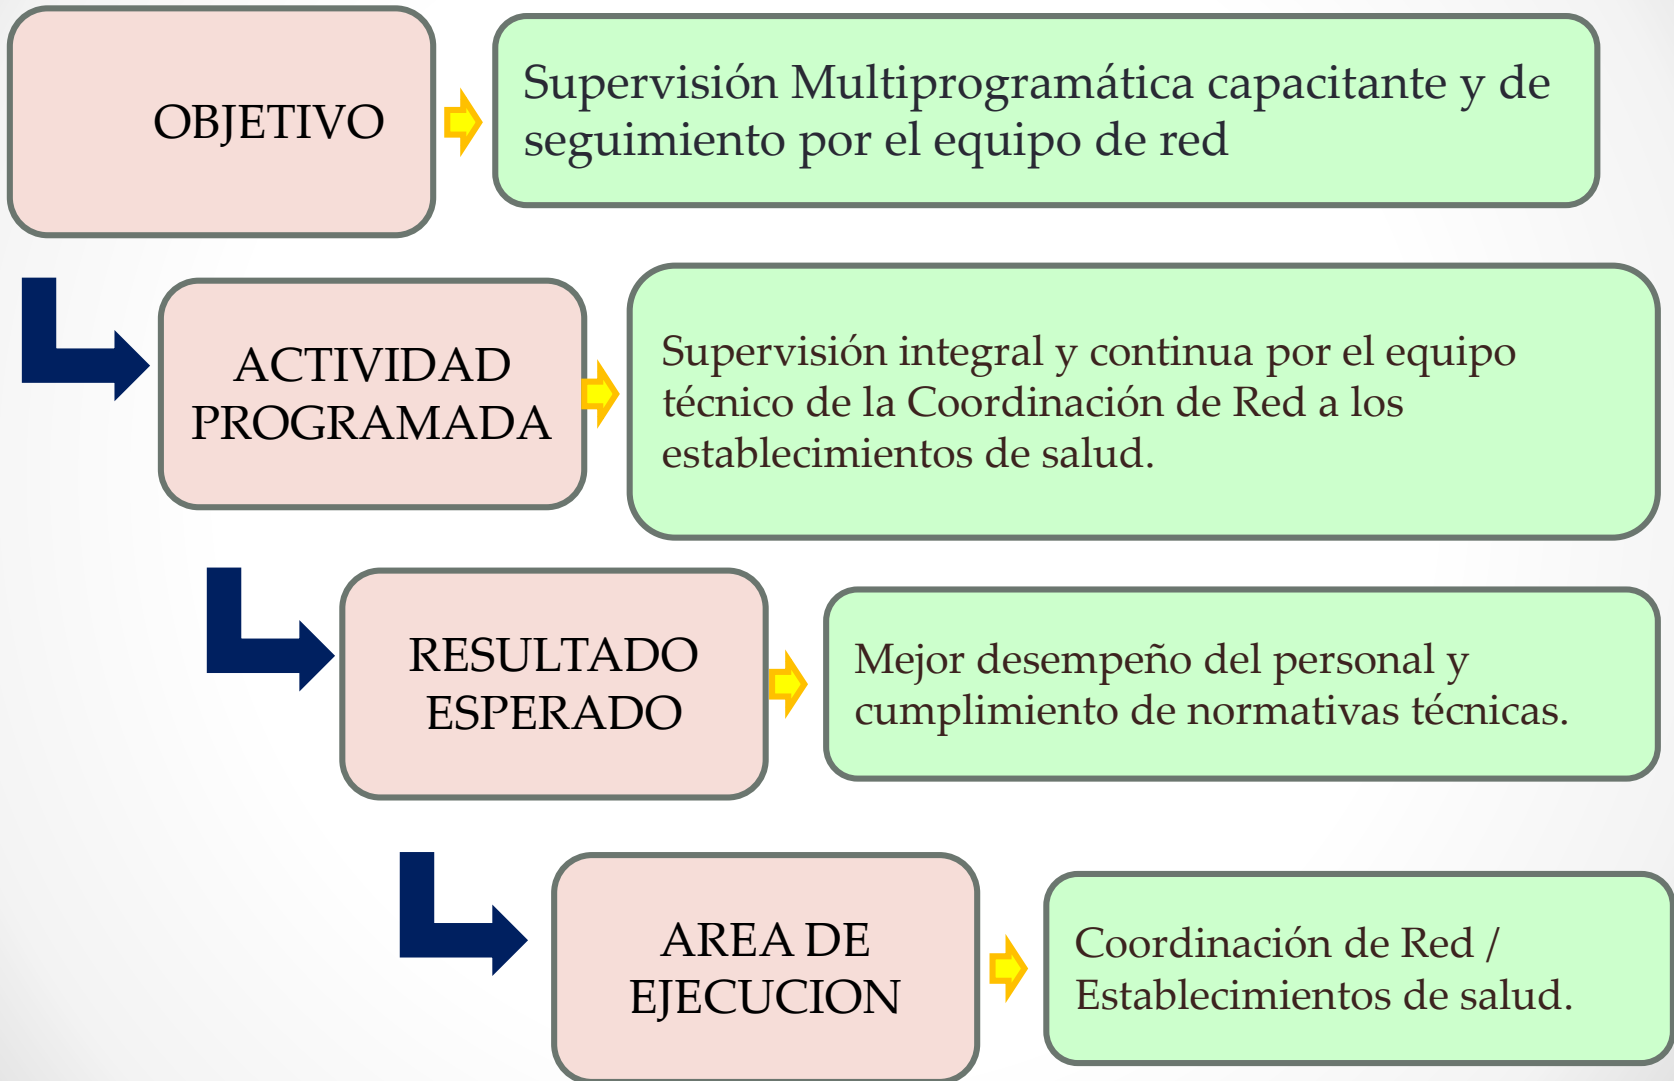 OBJETIVO
Supervisión Multiprogramática capacitante y de
seguimiento por el equipo de red
ACTIVIDAD
PROGRAMADA
Supervisión integral y continua por el equipo
técnico de la Coordinación de Red a los
establecimientos de salud.
RESULTADO
ESPERADO
Mejor desempeño del personal y
cumplimiento de normativas técnicas.
AREA DE
EJECUCION
Coordinación de Red /
Establecimientos de salud.